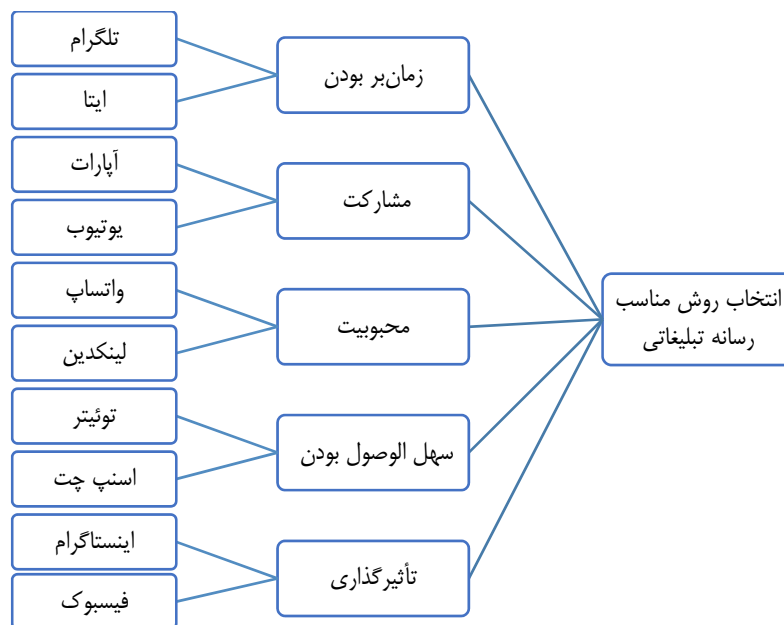 انتخاب روش مناسب
رسانه تبلیغاتی
زمان‌بر بودن
مشارکت
محبوبیت
سهل الوصول بودن
تأثیرگذاری
تلگرام
ایتا
آپارات
یوتیوب
واتساپ
لینکدین
توئیتر
اسنپ چت
اینستاگرام
فیسبوک